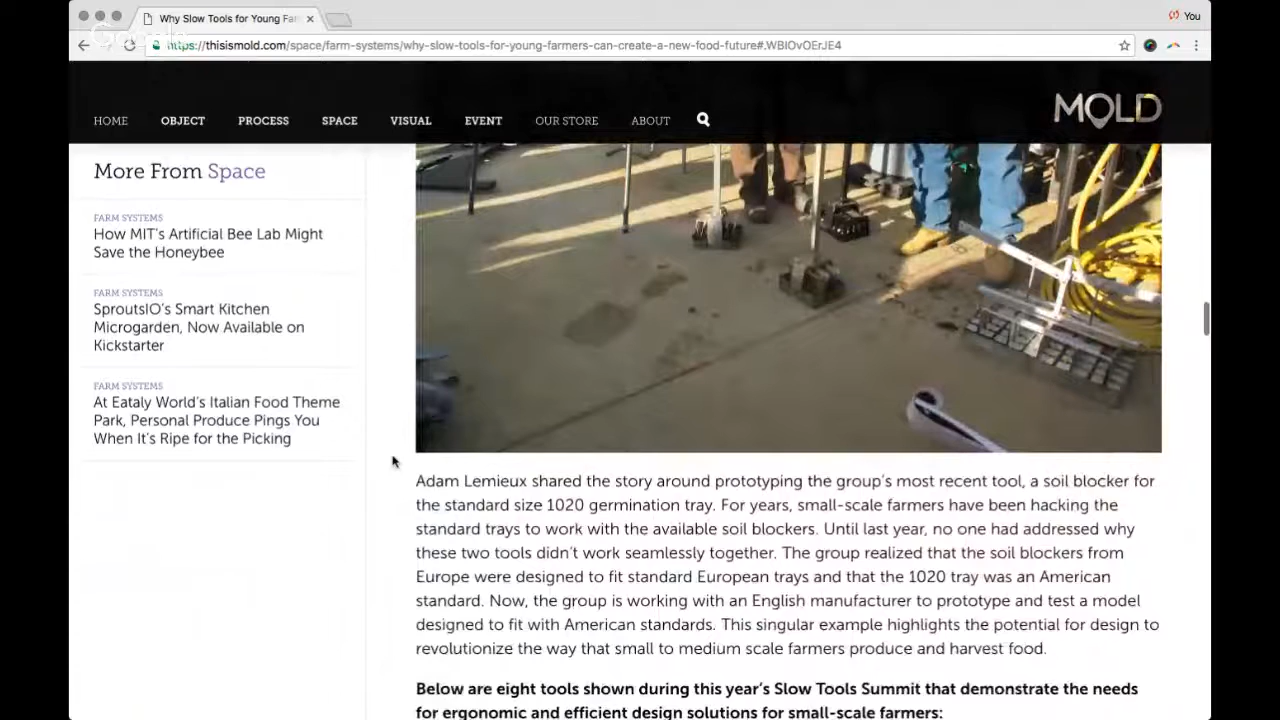 Why Slow Tools for Young Far
You
https://thisismold.com/space/farm-systems/why-slow-tools-for-young-farmers-can-create-a-new-food-future#.WBIOvOErJE4
HOME OBJECT PROCESS SPACE VISUAL EVENT OUR STORE ABOUT
MOLD
More From Space
FARM SYSTEMS
How MIT's Artificial Bee Lab Might
Save the Honeybee
FARM SYSTEMS
SproutsIO's Smart Kitchen
Microgarden, Now Available on
Kickstarter
FARM SYSTEMS
At Eataly World's Italian Food Theme
Park, Personal Produce Pings You
When It's Ripe for the Picking
Adam Lemieux shared the story around prototyping the group's most recent tool, a soil blocker for
the standard size 1020 germination tray. For years, small-scale farmers have been hacking the
standard trays to work with the available soil blockers. Until last year, no one had addressed why
these two tools didn't work seamlessly together. The group realized that the soil blockers from
Europe were designed to fit standard European trays and that the 1020 tray was an American
standard. Now, the group is working with an English manufacturer to prototype and test a model
designed to fit with American standards. This singular example highlights the potential for design to
revolutionize the way that small to medium scale farmers produce and harvest food.
Below are eight tools shown during this year's Slow Tools Summit that demonstrate the needs
for ergonomic and efficient design solutions for small-scale farmers: